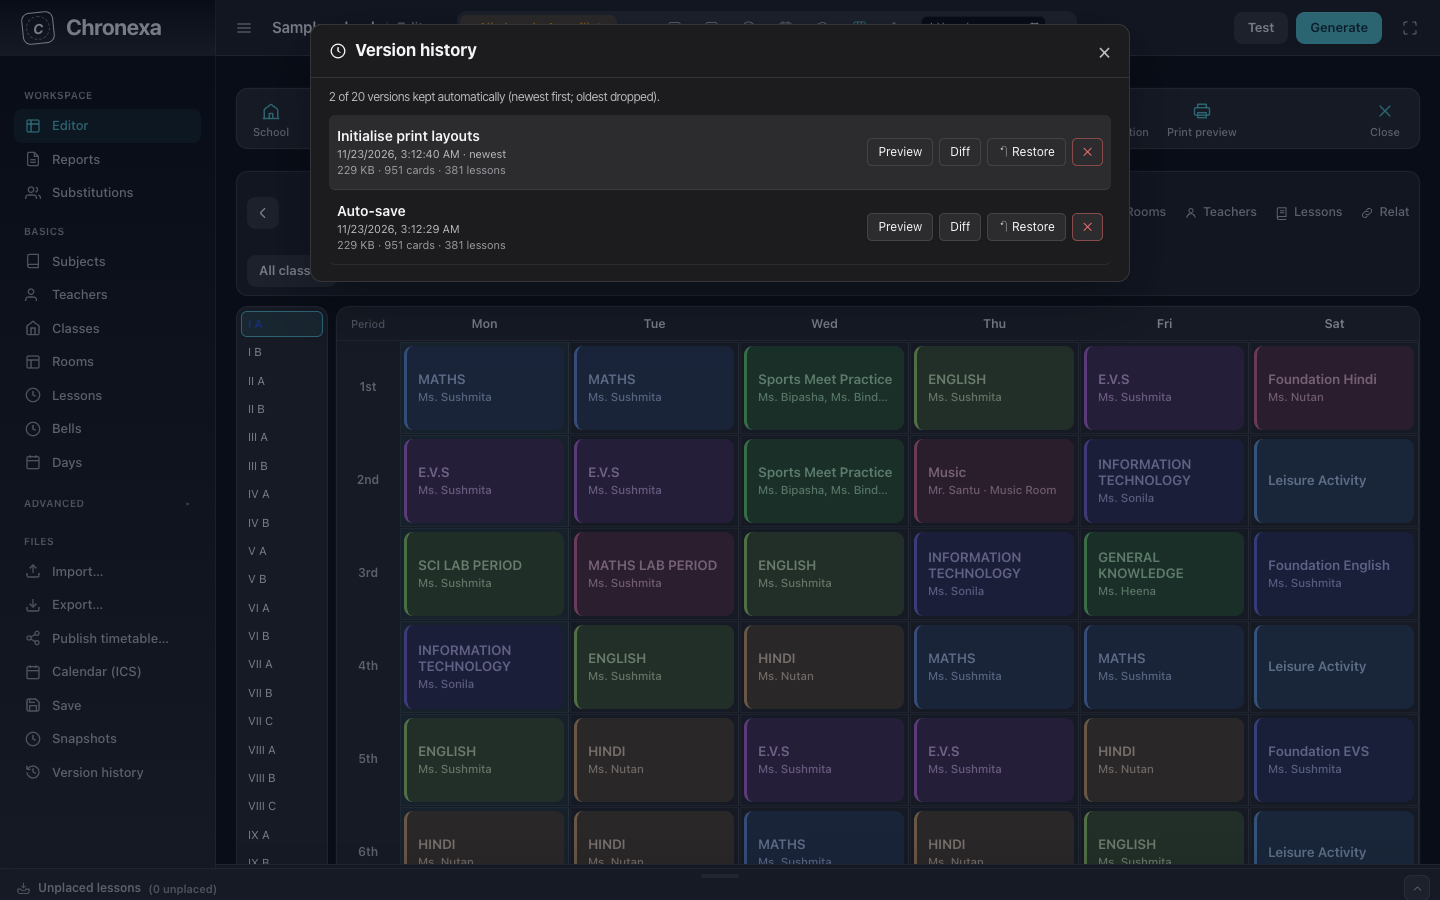 Chronexa
WORKSPACE
Editor
Reports
Substitutions
BASICS
Subjects
Teachers
Classes
Rooms
Lessons
Bells
Days
ADVANCED
FILES
Import...
Export...
Publish timetable...
Calendar (ICS)
Save
Snapshots
Version history
Test
Generate
School
Print preview
Close
Version history
2 of 20 versions kept automatically (newest first; oldest dropped).
Initialise print layouts
11/23/2026, 3:12:40 AM · newest
229 KB · 951 cards · 381 lessons
Preview
Diff
Restore
Auto-save
11/23/2026, 3:12:29 AM
229 KB · 951 cards · 381 lessons
Preview
Diff
Restore
Rooms
Teachers
Lessons
Relat
All class
I A
I B
II A
II B
III A
III B
IV A
IV B
V A
V B
VI A
VI B
VII A
VII B
VII C
VIII A
VIII B
VIII C
IX A
IX B
Period Mon Tue Wed Thu Fri Sat
1st
MATHS
Ms. Sushmita
MATHS
Ms. Sushmita
Sports Meet Practice
Ms. Bipasha, Ms. Bind...
ENGLISH
Ms. Sushmita
E.V.S
Ms. Sushmita
Foundation Hindi
Ms. Nutan
2nd
E.V.S
Ms. Sushmita
E.V.S
Ms. Sushmita
Sports Meet Practice
Ms. Bipasha, Ms. Bind...
Music
Mr. Santu · Music Room
INFORMATION
TECHNOLOGY
Ms. Sonila
Leisure Activity
3rd
SCI LAB PERIOD
Ms. Sushmita
MATHS LAB PERIOD
Ms. Sushmita
ENGLISH
Ms. Sushmita
INFORMATION
TECHNOLOGY
Ms. Sonila
GENERAL
KNOWLEDGE
Ms. Heena
Foundation English
Ms. Sushmita
4th
INFORMATION
TECHNOLOGY
Ms. Sonila
ENGLISH
Ms. Sushmita
HINDI
Ms. Nutan
MATHS
Ms. Sushmita
MATHS
Ms. Sushmita
Leisure Activity
5th
ENGLISH
Ms. Sushmita
HINDI
Ms. Nutan
E.V.S
Ms. Sushmita
E.V.S
Ms. Sushmita
HINDI
Ms. Nutan
Foundation EVS
Ms. Sushmita
6th
HINDI
Ms. Nutan
HINDI
Ms. Nutan
MATHS
Ms. Sushmita
HINDI
Ms. Nutan
ENGLISH
Ms. Sushmita
Leisure Activity
Unplaced lessons (0 unplaced)